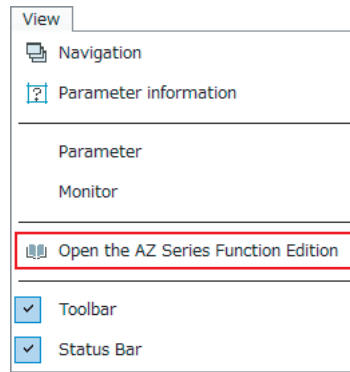 View
Navigation
Parameter information
Parameter
Monitor
Open the AZ Series Function Edition
Toolbar
Status Bar